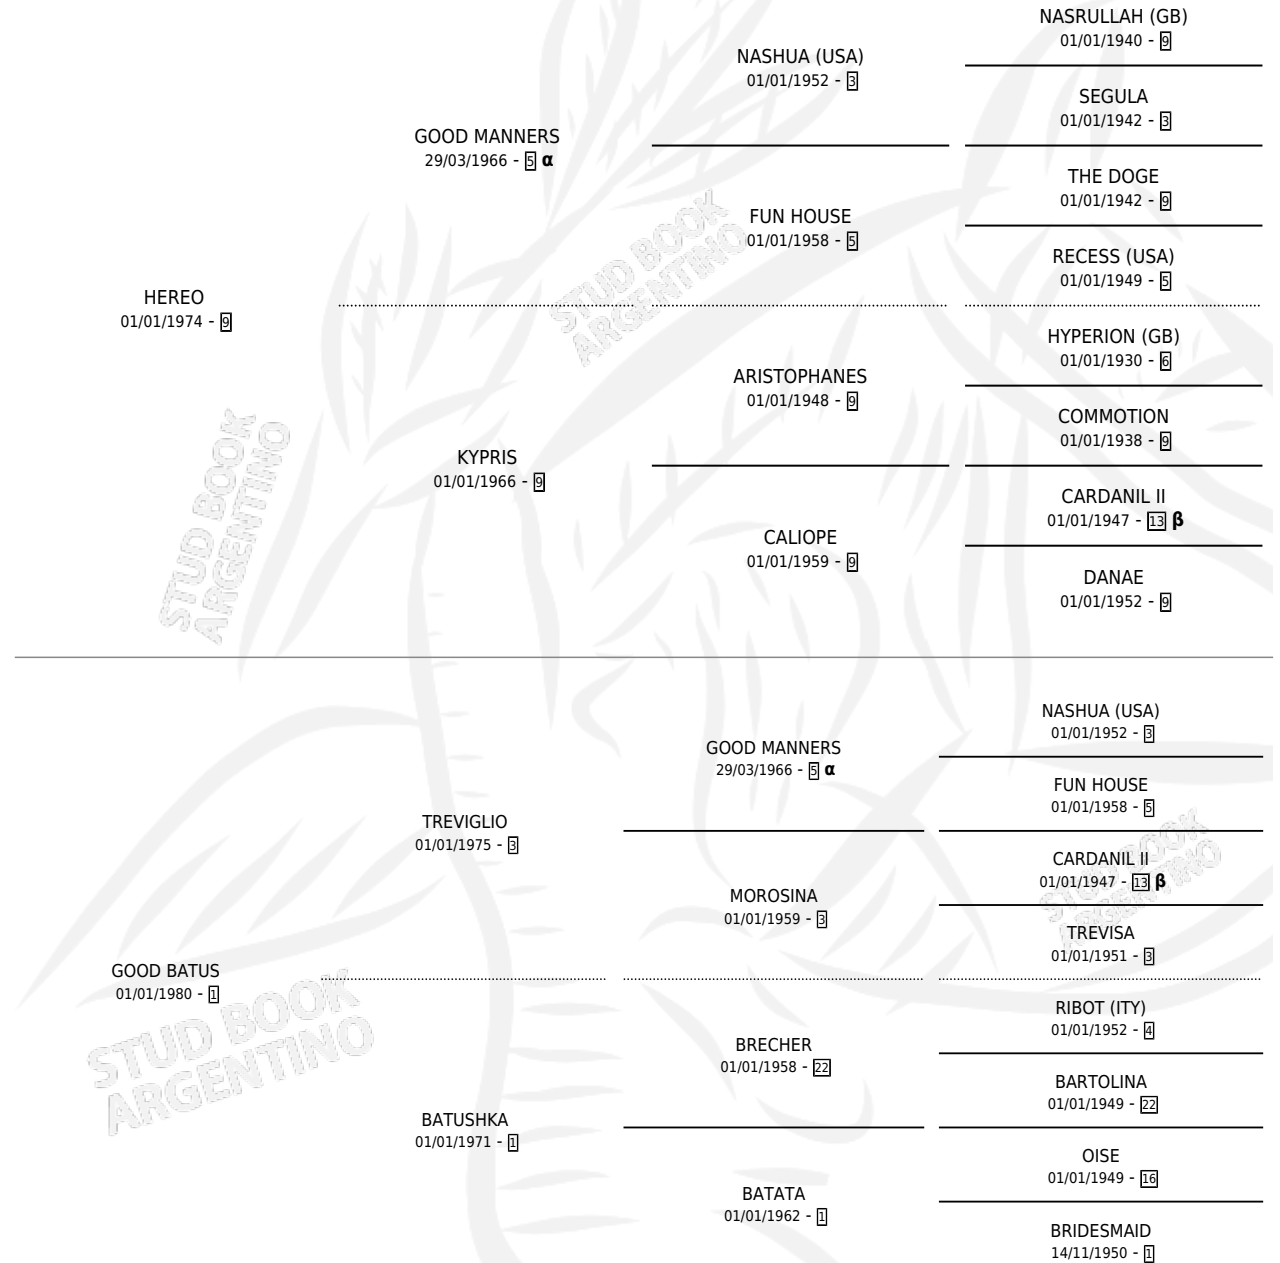 NASRULLAH (GB)
01/01/1940 - 9
NASHUA (USA)
01/01/1952 - 3
SEGULA
01/01/1942 - 3
GOOD MANNERS
29/03/1966 - 5 α
THE DOGE
01/01/1942 - 9
FUN HOUSE
01/01/1958 - 5
RECESS (USA)
01/01/1949 - 5
HEREO
01/01/1974 - 9
HYPERION (GB)
01/01/1930 - 6
ARISTOPHANES
01/01/1948 - 9
COMMOTION
01/01/1938 - 9
KYPRIS
01/01/1966 - 9
CARDANIL II
01/01/1947 - 13 β
CALIOPE
01/01/1959 - 9
DANAE
01/01/1952 - 9
NASHUA (USA)
01/01/1952 - 3
GOOD MANNERS
29/03/1966 - 5 α
FUN HOUSE
01/01/1958 - 5
TREVIGLIO
01/01/1975 - 3
CARDANIL II
01/01/1947 - 13 β
MOROSINA
01/01/1959 - 3
TREVISA
01/01/1951 - 3
GOOD BATUS
01/01/1980 - 1
RIBOT (ITY)
01/01/1952 - 4
BRECHER
01/01/1958 - 22
BARTOLINA
01/01/1949 - 22
BATUSHKA
01/01/1971 - 1
OISE
01/01/1949 - 16
BATATA
01/01/1962 - 1
BRIDESMAID
14/11/1950 - 1
STUD BOOK
ARGENTINO
STUD BOOK
ARGENTINO
STUD BOOK
ARGENTINO
STUD BOOK
ARGENTINO